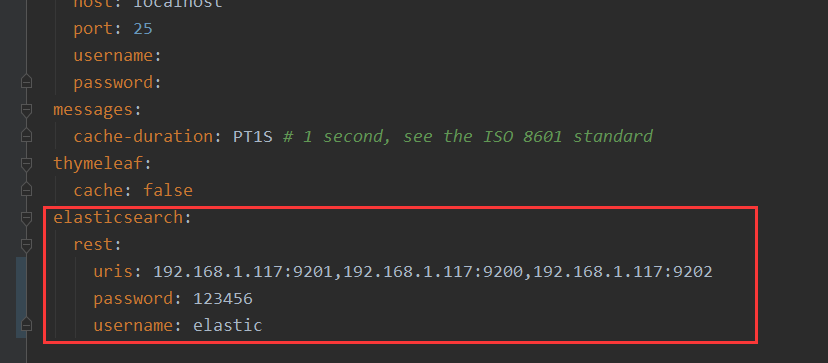 host: localhost
port: 25
username:
password:
messages:
cache-duration: PT1S # 1 second, see the ISO 8601 standard
thymeleaf:
cache: false
elasticsearch:
rest:
uris: 192.168.1.117:9201,192.168.1.117:9200,192.168.1.117:9202
password: 123456
username: elastic